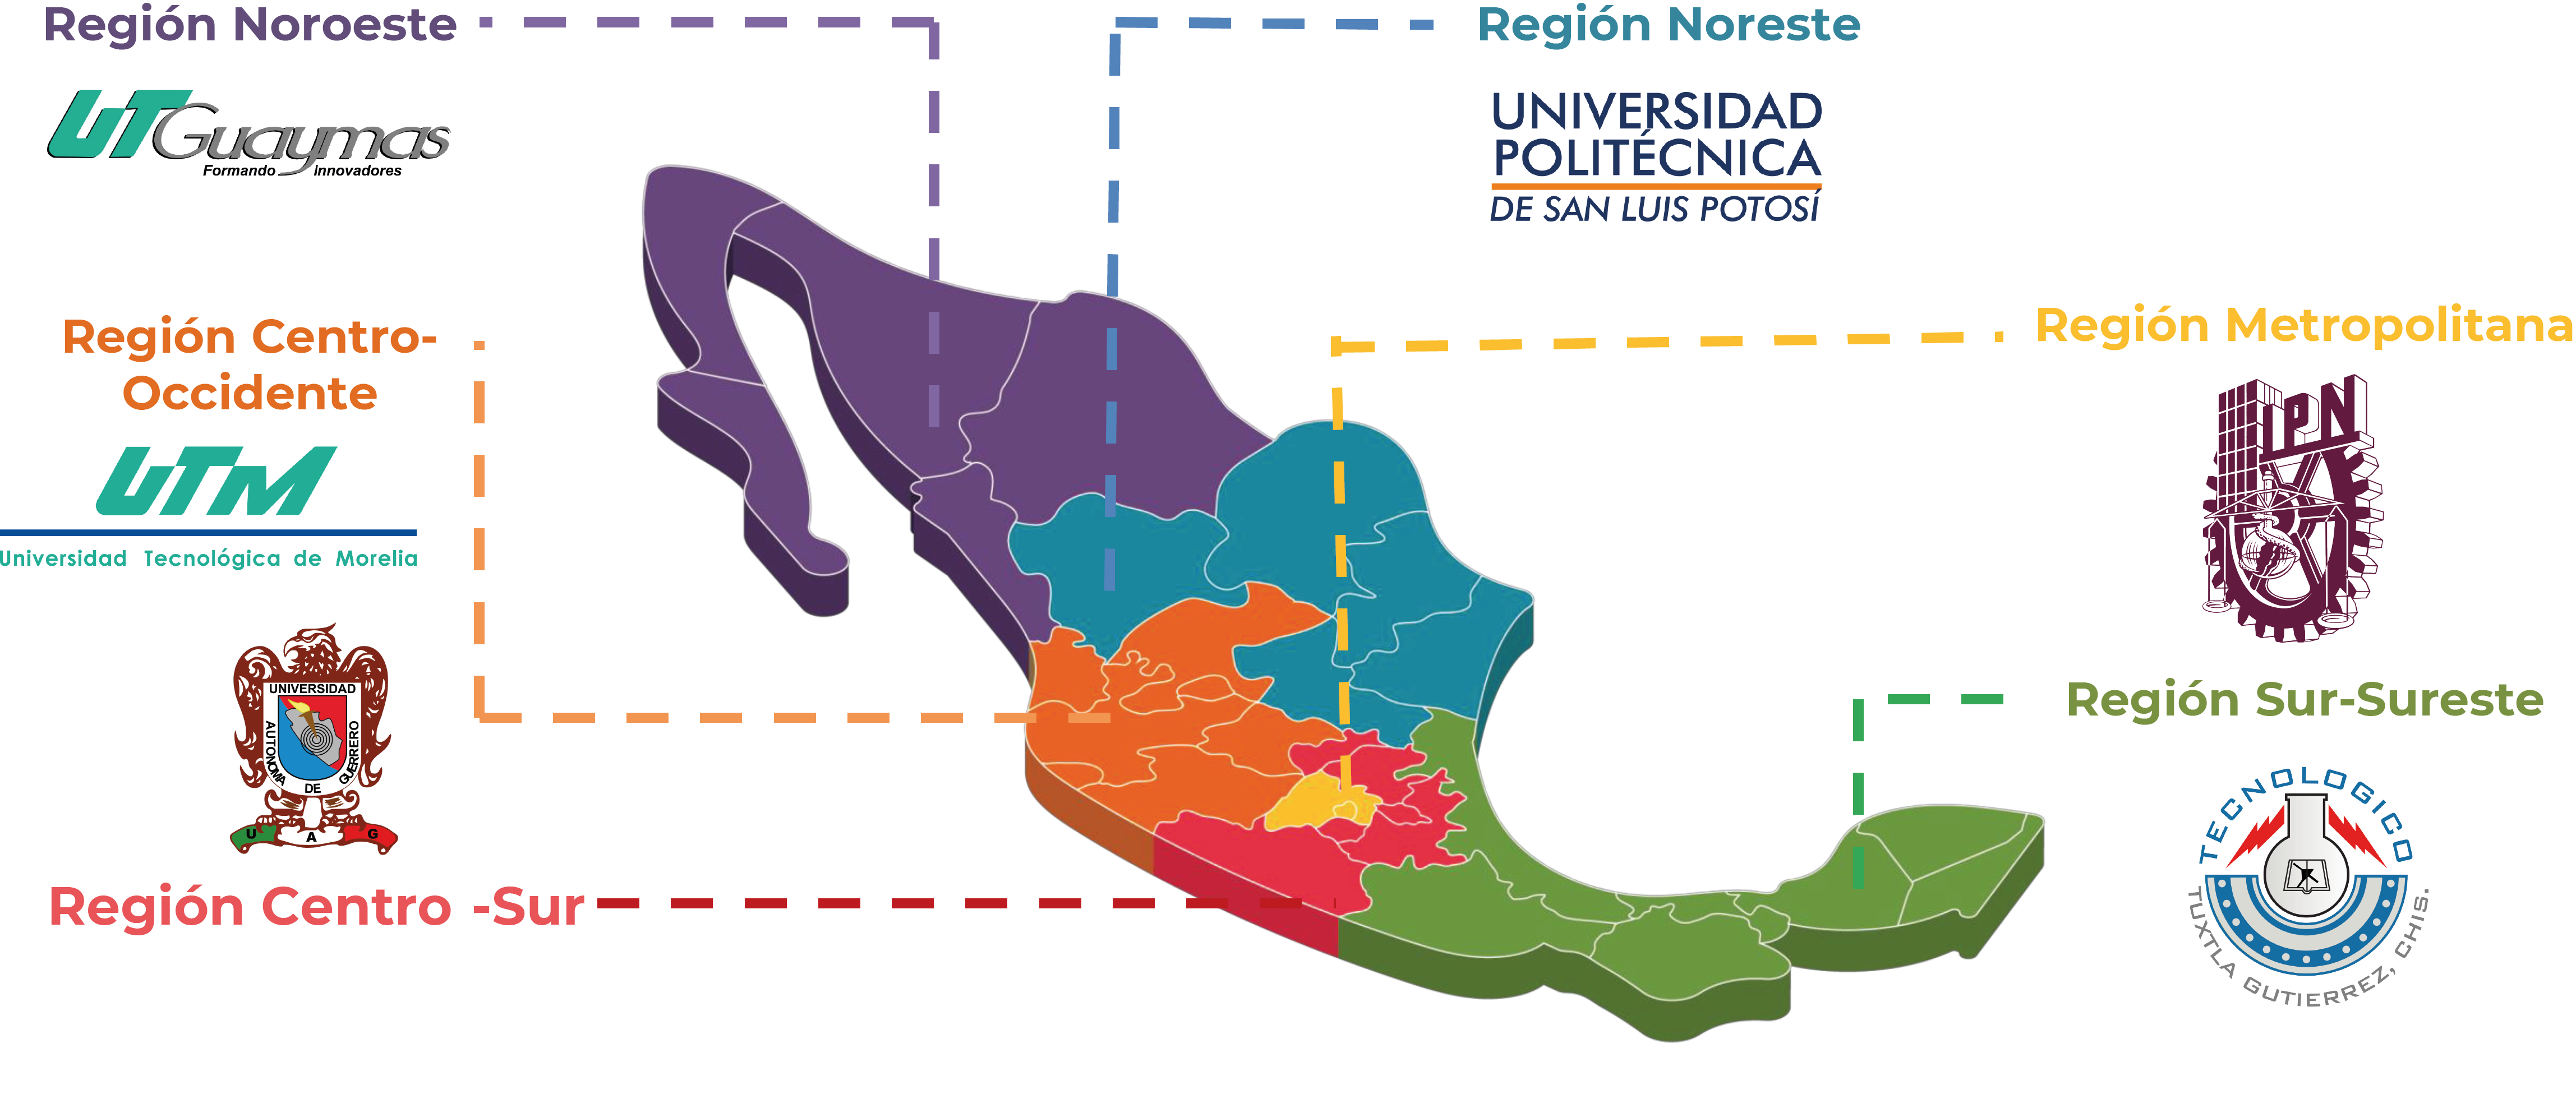 Región Noroeste
UTGuaymas
Formando Innovadores
Región Noreste
UNIVERSIDAD
POLITÉCNICA
DE SAN LUIS POTOSÍ
Región Centro-
Occidente
UTM
Universidad Tecnológica de Morelia
Región Metropolitana
IPN
UNIVERSIDAD
AUTONOMA
DE
GUERRERO
U A G
Región Centro -Sur
Región Sur-Sureste
TECNOLOGICO
TUXTLA GUTIERREZ, CHIS.